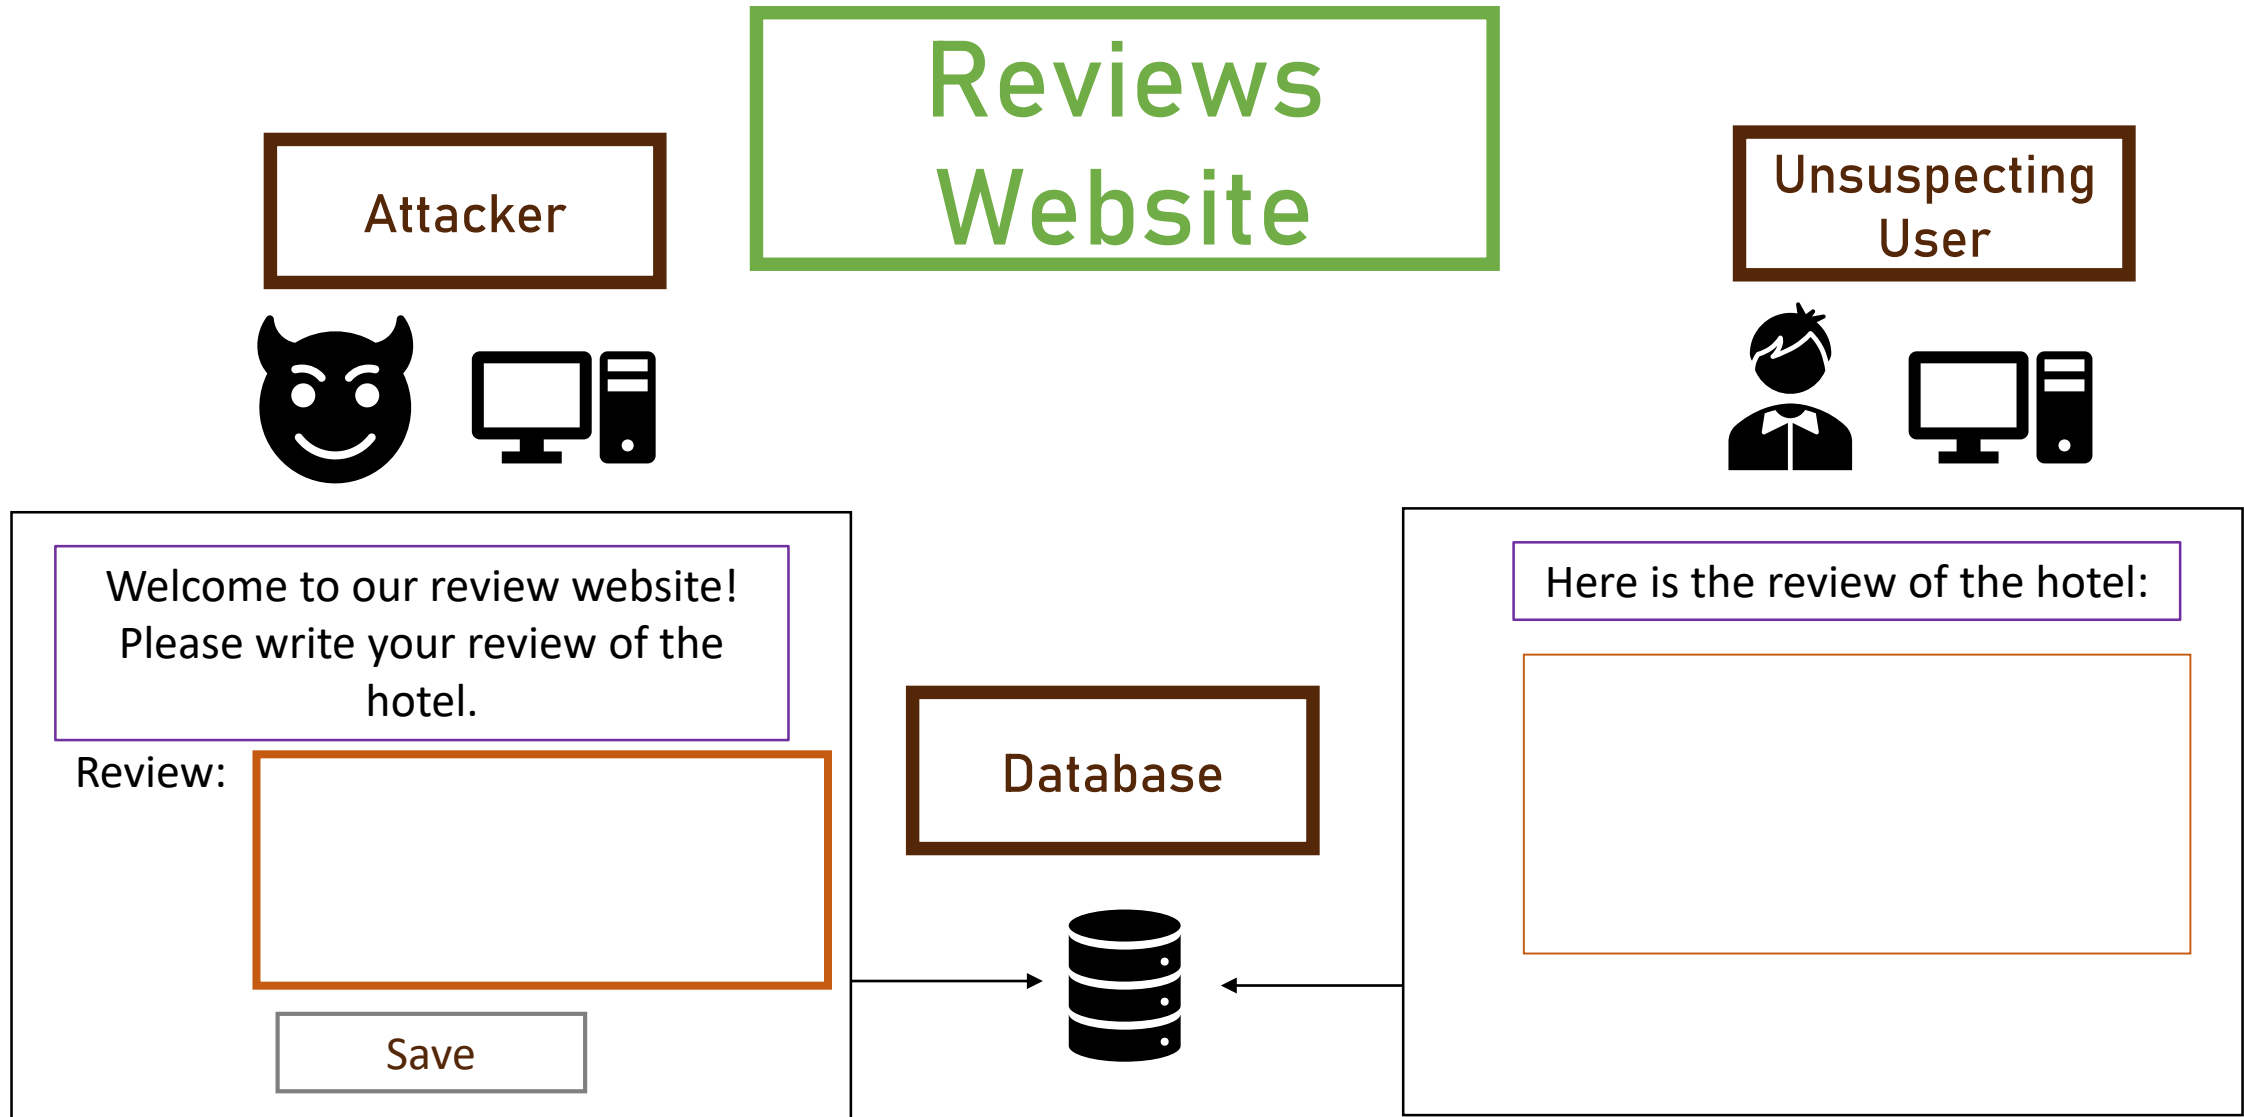 Reviews
Website
Attacker
Unsuspecting
User
Welcome to our review website!
Please write your review of the
hotel.
Review:
Save
Database
Here is the review of the hotel: